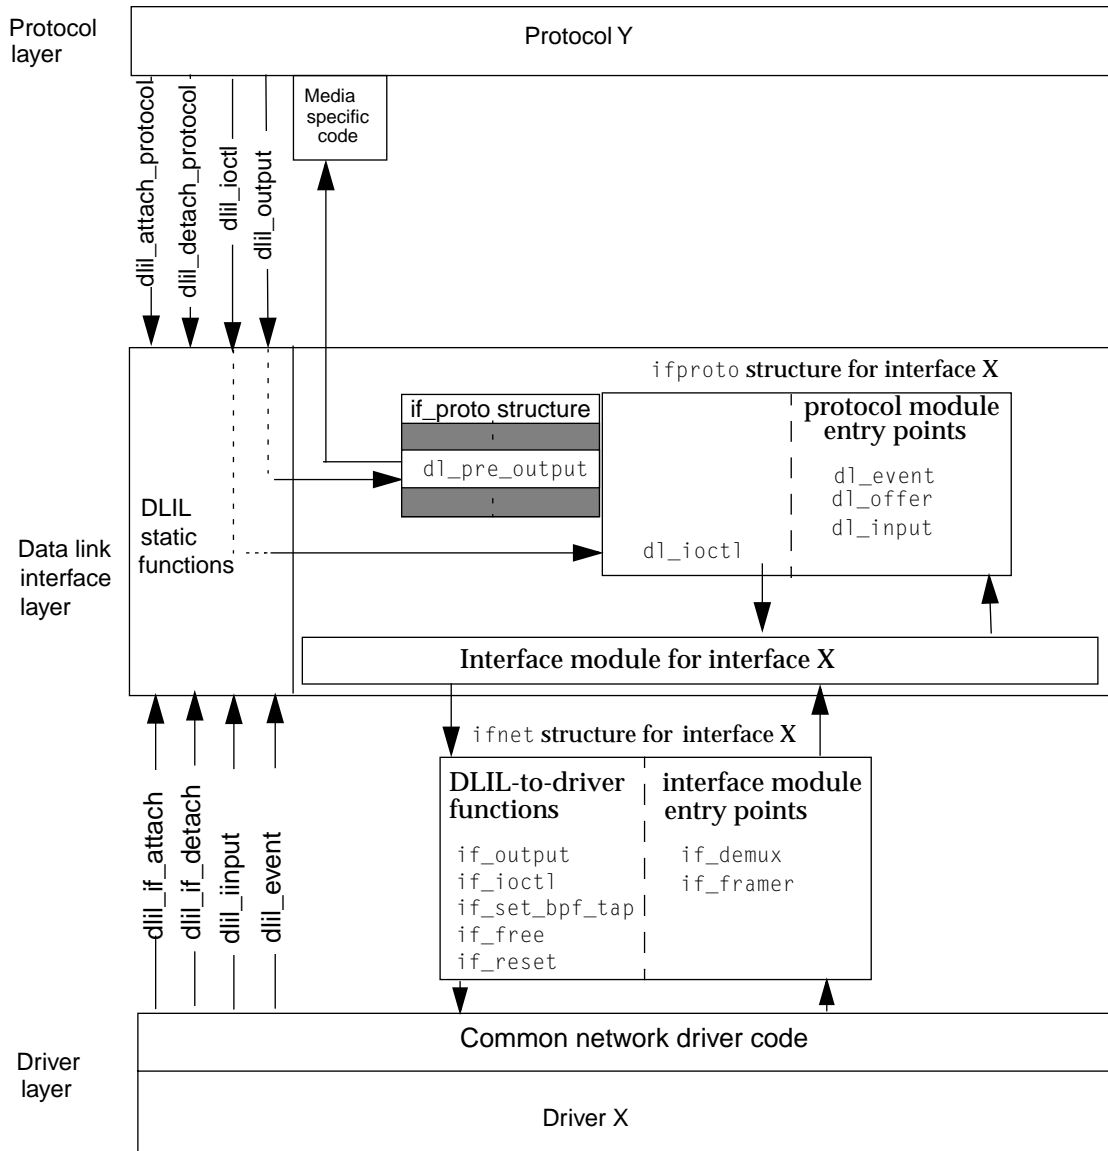 Protocol
layer
Protocol Y
Media
specific
code
dlil_attach_protocol
dlil_detach_protocol
dlil_ioctl
dlil_output
ifproto structure for interface X
if_proto structure
dl_pre_output
protocol module
entry points
dl_event
dl_offer
dl_input
dl_ioctl
DLIL
static
functions
Data link
interface
layer
Interface module for interface X
ifnet structure for interface X
DLIL-to-driver
functions
if_output
if_ioctl
if_set_bpf_tap
if_free
if_reset
interface module
entry points
if_demux
if_framer
dlil_if_attach
dlil_if_detach
dlil_iinput
dlil_event
Driver
layer
Common network driver code
Driver X